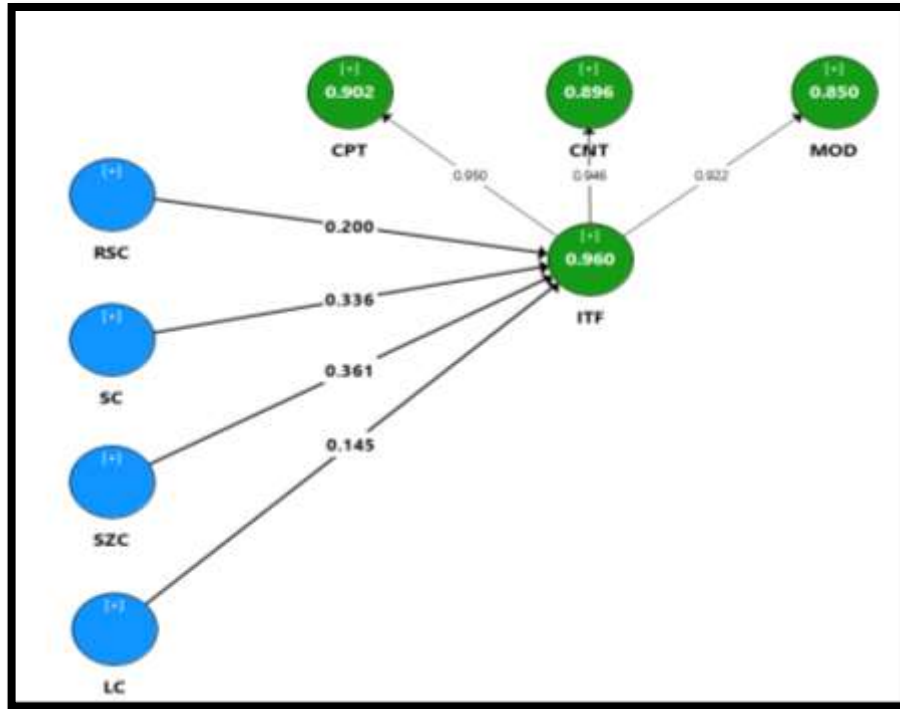 [+]
0.902
CPT
[+]
0.896
CNT
[+]
0.850
MOD
0.950
0.946
0.922
[+]
RSC
0.200
[+]
0.960
ITF
[+]
SC
0.336
0.361
[+]
SZC
0.145
[+]
LC